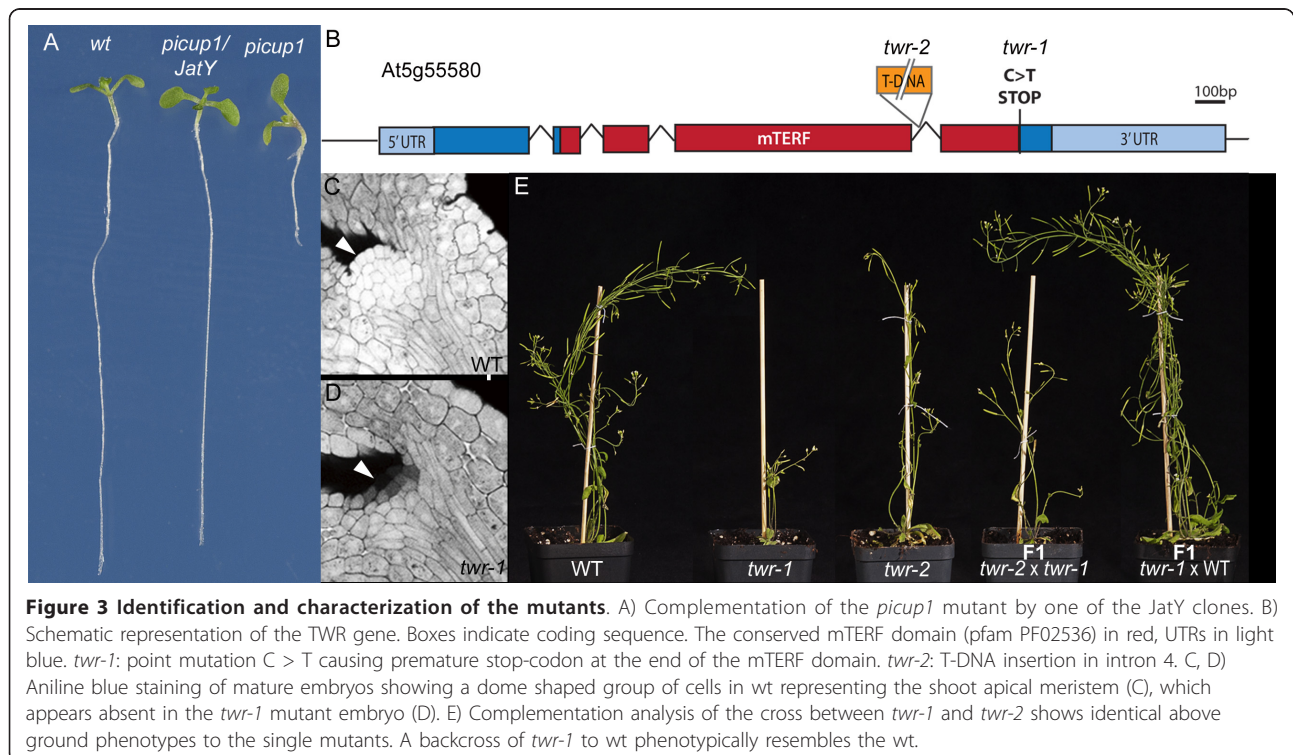 A
wt
picup1/
JatY
picup1
B
At5g55580
twr-2
T-DNA
twr-1
C>T
STOP
100bp
5' UTR
mTERF
3' UTR
C
WT
D
twr-1
E
WT
twr-1
twr-2
F1
twr-2 x twr-1
F1
twr-1 x WT
Figure 3 Identification and characterization of the mutants. A) Complementation of the picup1 mutant by one of the JatY clones. B)
Schematic representation of the TWR gene. Boxes indicate coding sequence. The conserved mTERF domain (pfam PF02536) in red, UTRs in light
blue. twr-1: point mutation C > T causing premature stop-codon at the end of the mTERF domain. twr-2: T-DNA insertion in intron 4. C, D)
Aniline blue staining of mature embryos showing a dome shaped group of cells in wt representing the shoot apical meristem (C), which
appears absent in the twr-1 mutant embryo (D). E) Complementation analysis of the cross between twr-1 and twr-2 shows identical above
ground phenotypes to the single mutants. A backcross of twr-1 to wt phenotypically resembles the wt.